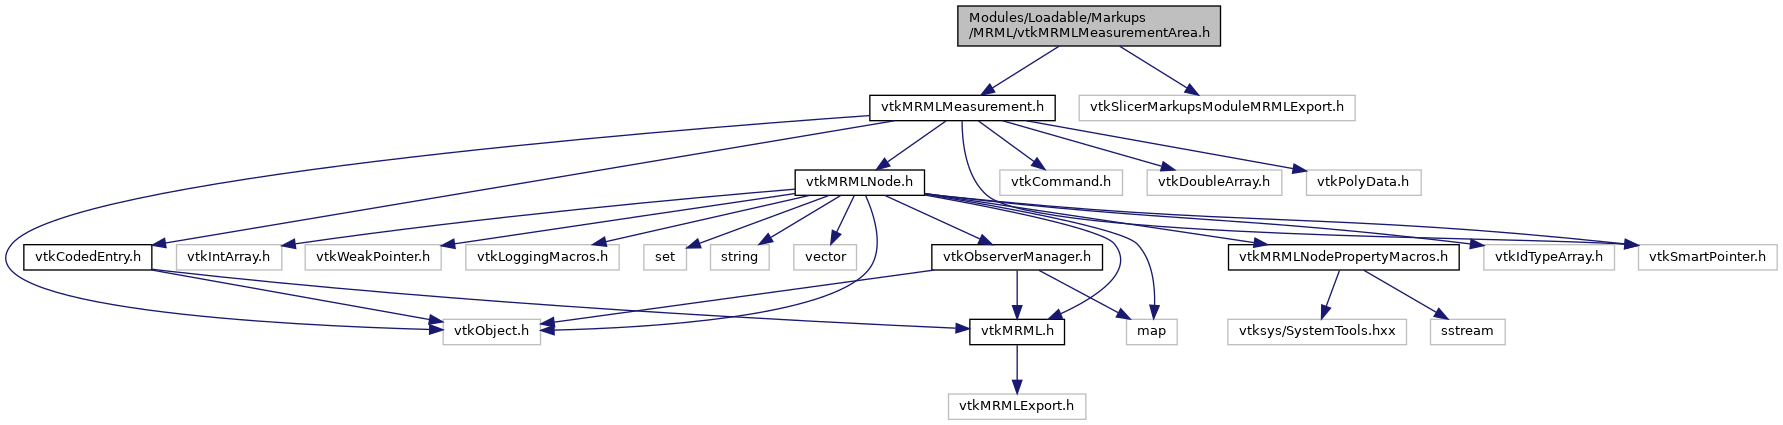 Modules/Loadable/Markups
/MRML/vtkMRMLMeasurementArea.h
vtkMRMLMeasurement.h
vtkSlicerMarkupsModuleMRMLExport.h
vtkMRMLNode.h
vtkCommand.h
vtkDoubleArray.h
vtkPolyData.h
vtkCodedEntry.h
vtkIntArray.h
vtkWeakPointer.h
vtkLoggingMacros.h
set
string
vector
vtkObserverManager.h
vtkMRMLNodePropertyMacros.h
vtkIdTypeArray.h
vtkSmartPointer.h
vtkObject.h
vtkMRML.h
map
vtksys/SystemTools.hxx
sstream
vtkMRMLExport.h